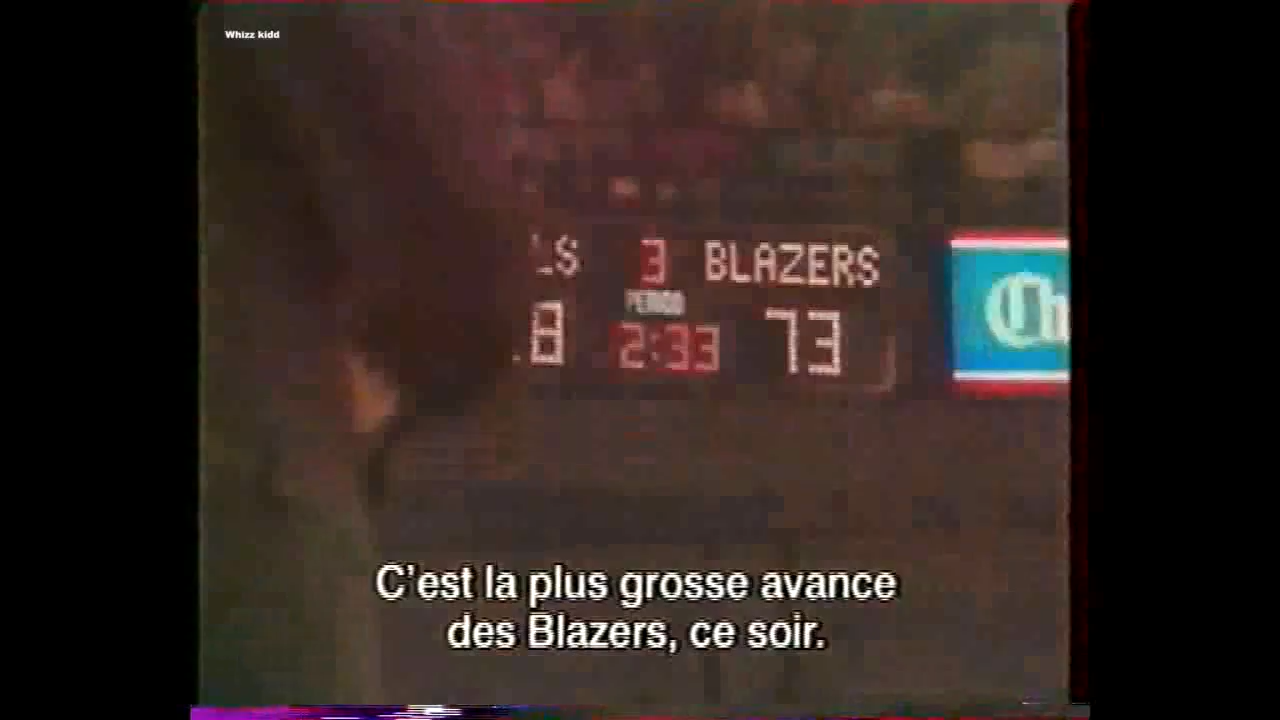 Whizz kidd
LS 3 BLAZERS
PERIOD
8 2:33 73
Ch
C'est la plus grosse avance
des Blazers, ce soir.